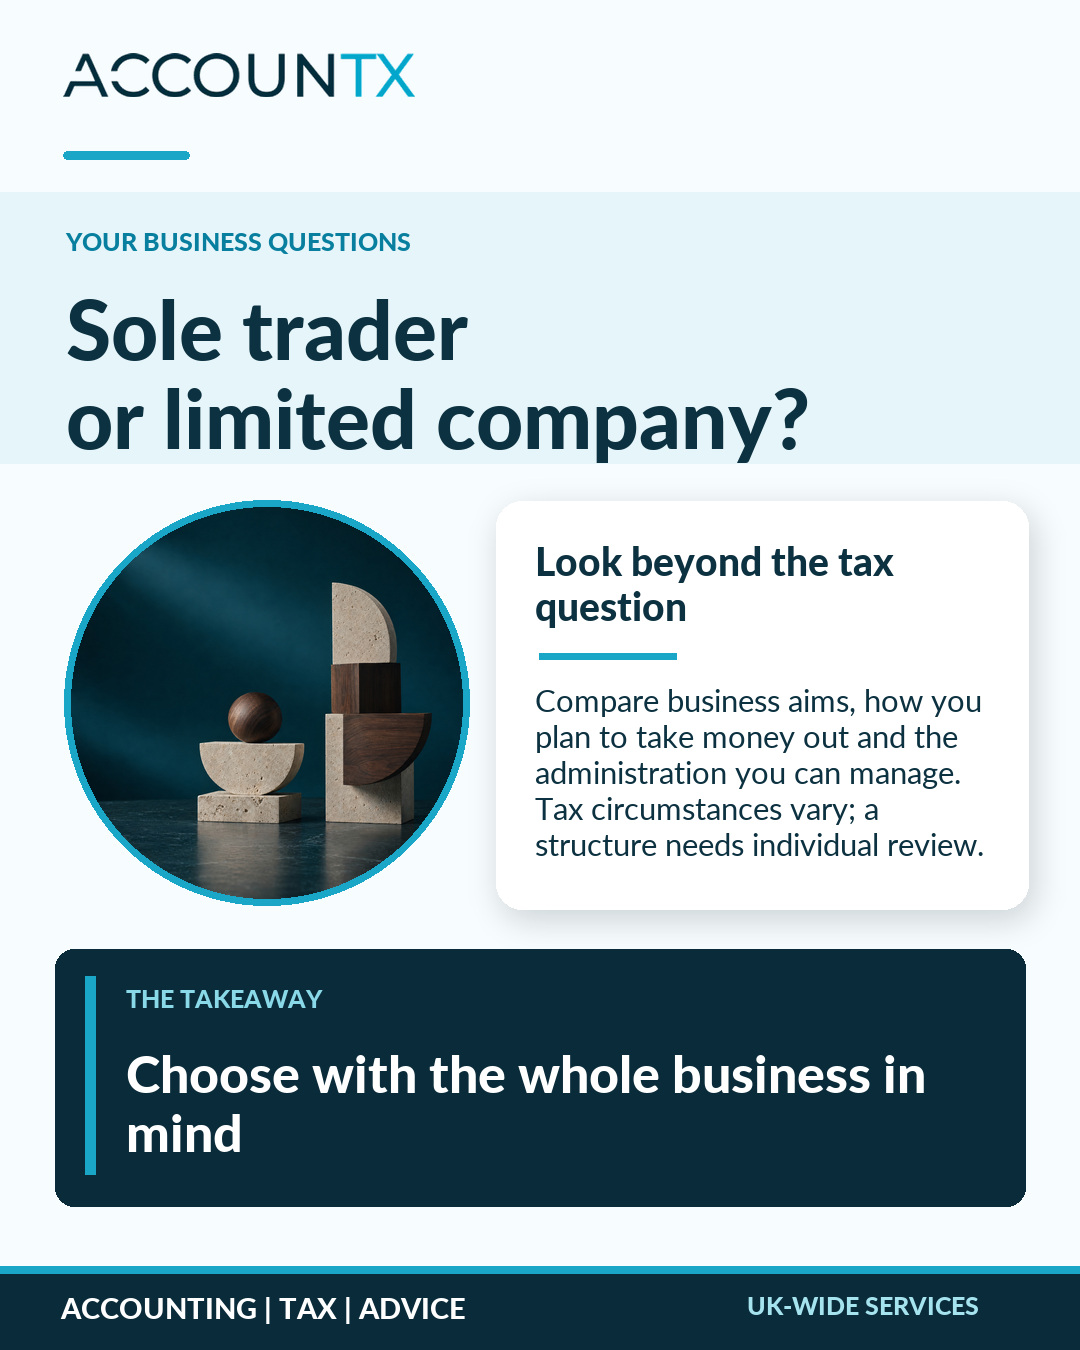 ACCOUNTX
YOUR BUSINESS QUESTIONS
Sole trader
or limited company?
Look beyond the tax
question
Compare business aims, how you
plan to take money out and the
administration you can manage.
Tax circumstances vary; a
structure needs individual review.
THE TAKEAWAY
Choose with the whole business in
mind
ACCOUNTING | TAX | ADVICE
UK-WIDE SERVICES